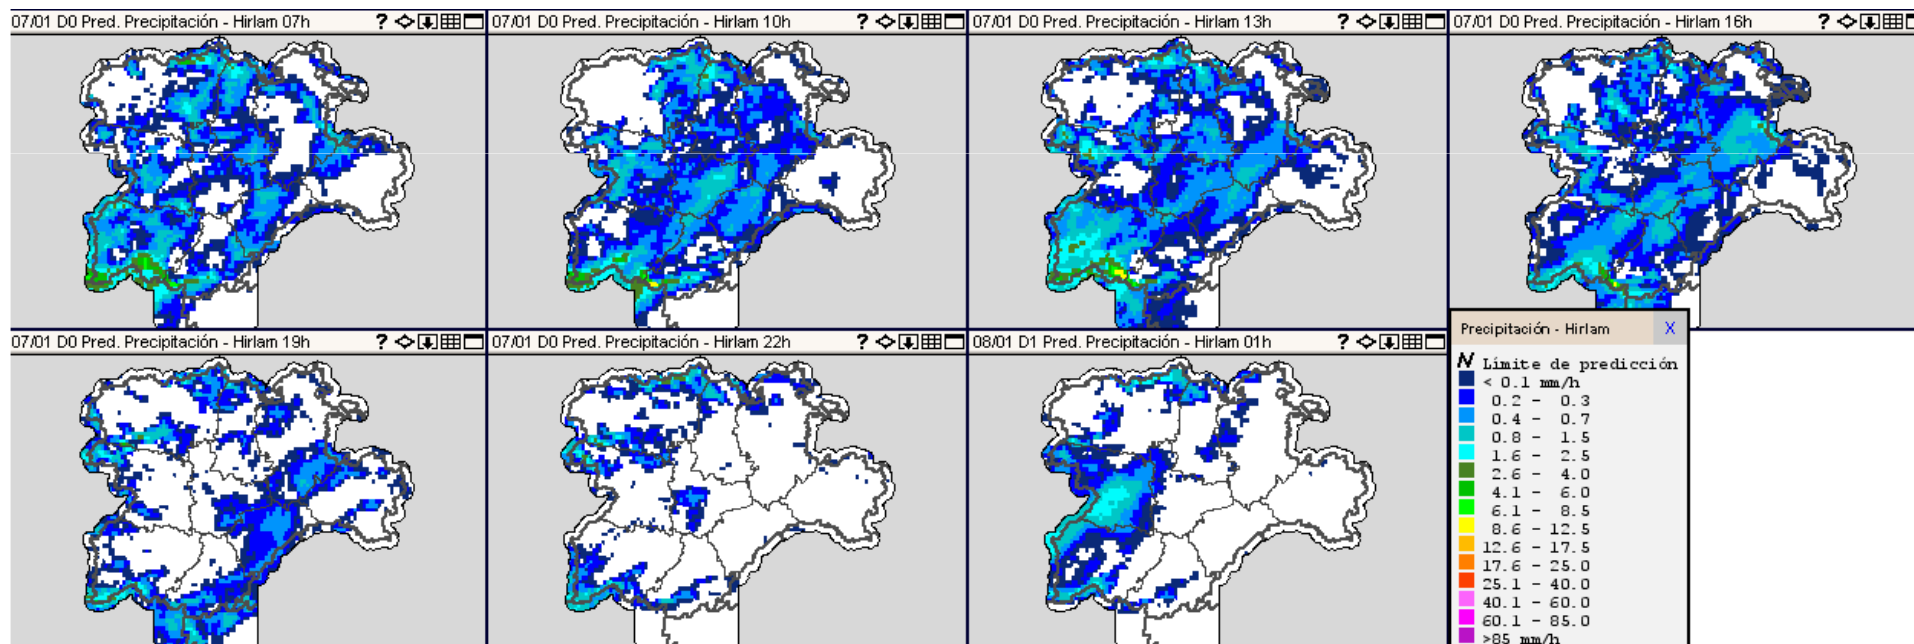 07/01 D0 Pred. Precipitación - Hirlam 07h ?
07/01 D0 Pred. Precipitación - Hirlam 10h ?
07/01 D0 Pred. Precipitación - Hirlam 13h ?
07/01 D0 Pred. Precipitación - Hirlam 16h ?
07/01 D0 Pred. Precipitación - Hirlam 19h ?
07/01 D0 Pred. Precipitación - Hirlam 22h ?
08/01 D1 Pred. Precipitación - Hirlam 01h ?
Precipitación - Hirlam X
N Límite de predicción
< 0.1 mm/h
0.2 - 0.3
0.4 - 0.7
0.8 - 1.5
1.6 - 2.5
2.6 - 4.0
4.1 - 6.0
6.1 - 8.5
8.6 - 12.5
12.6 - 17.5
17.6 - 25.0
25.1 - 40.0
40.1 - 60.0
60.1 - 85.0
>85 mm/h